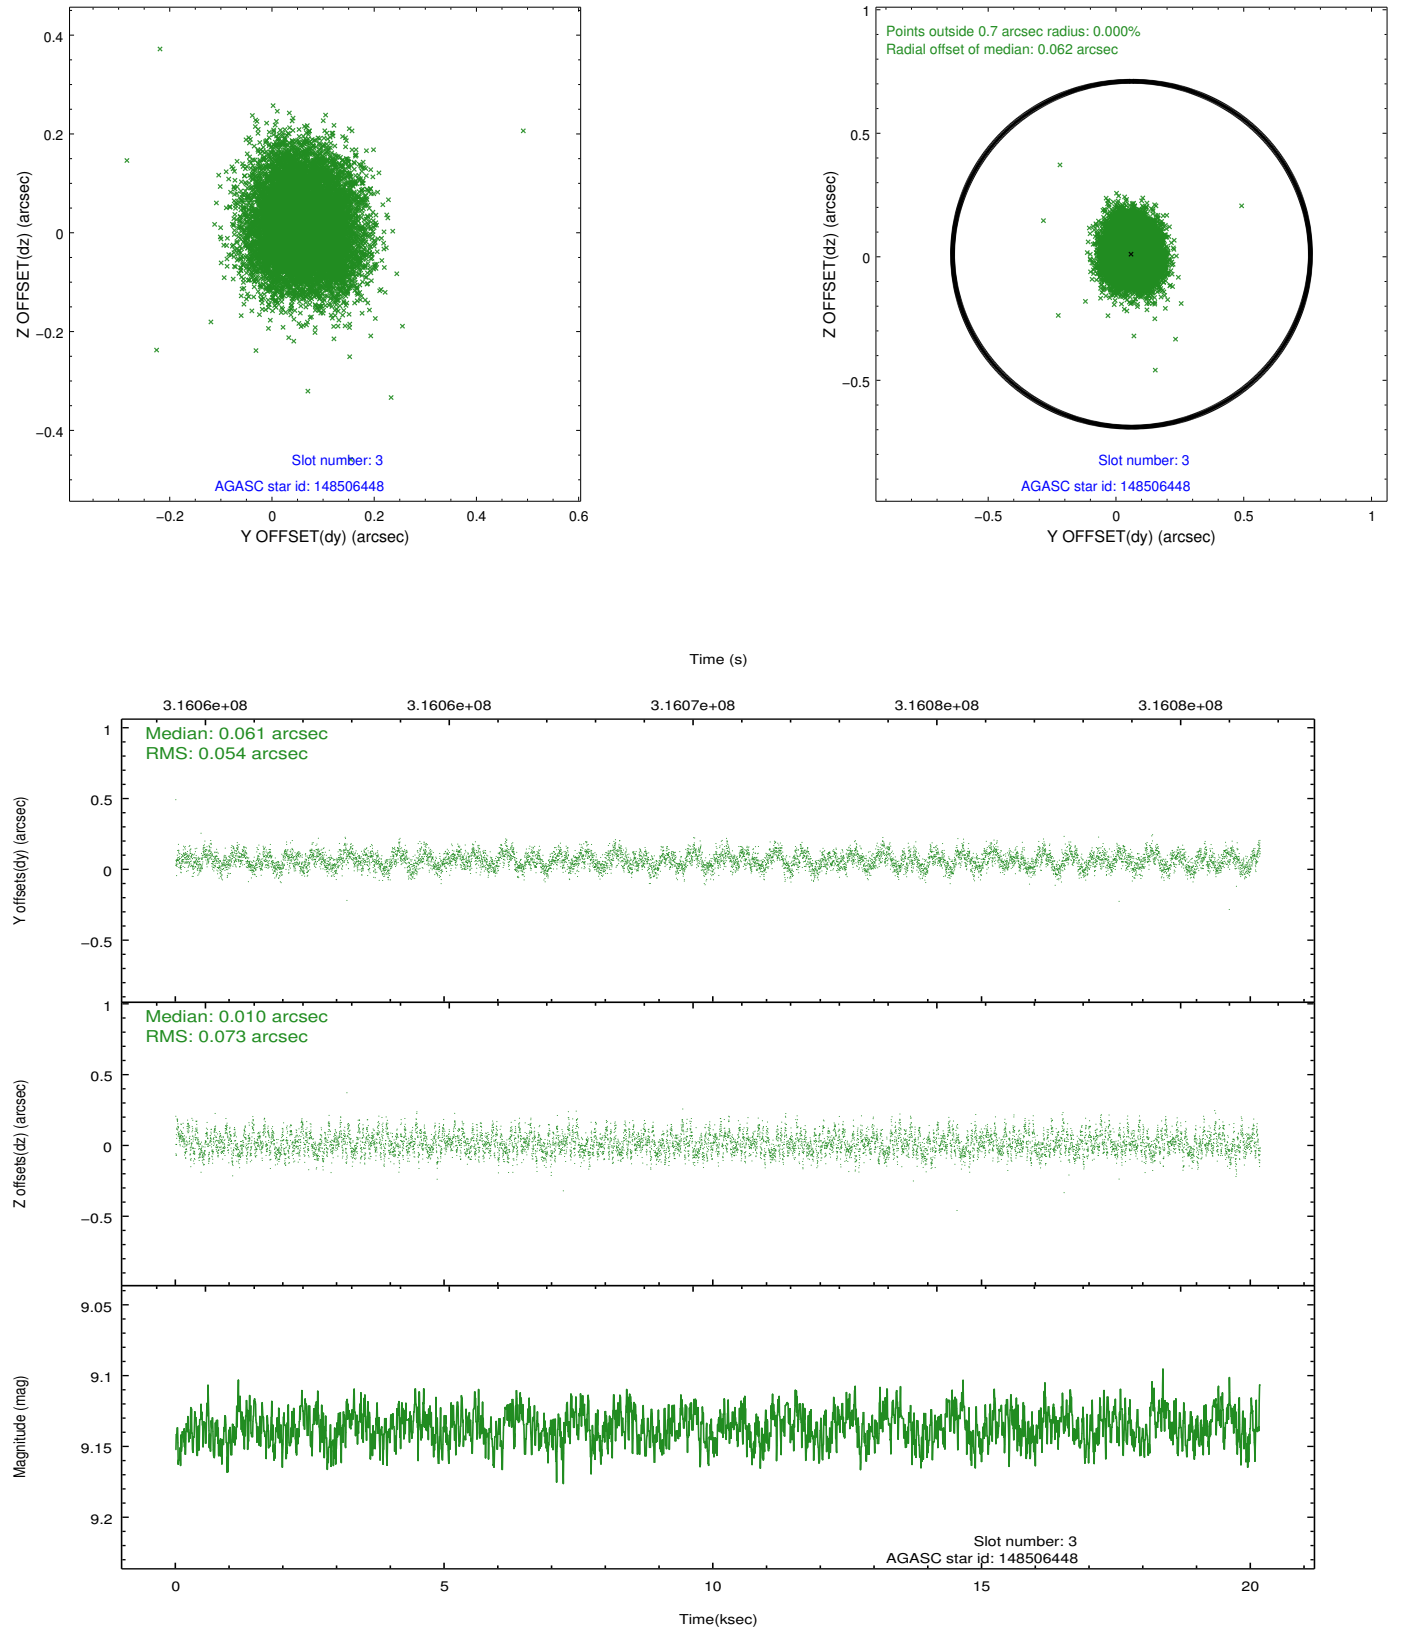 0.4
0.2
0
−0.2
−0.4
Z OFFSET(dz) (arcsec)
Slot number: 3
AGASC star id: 148506448
−0.2
0
0.2
0.4
0.6
Y OFFSET(dy) (arcsec)
1
0.5
0
−0.5
Z OFFSET(dz) (arcsec)
Points outside 0.7 arcsec radius: 0.000%
Radial offset of median: 0.062 arcsec
Slot number: 3
AGASC star id: 148506448
−0.5
0
0.5
1
Y OFFSET(dy) (arcsec)
Time (s)
3.1606e+08
3.1606e+08
3.1607e+08
3.1608e+08
3.1608e+08
1
0.5
0
−0.5
Y offsets(dy) (arcsec)
Median: 0.061 arcsec
RMS: 0.054 arcsec
1
0.5
0
−0.5
Z offsets(dz) (arcsec)
Median: 0.010 arcsec
RMS: 0.073 arcsec
9.05
9.1
9.15
9.2
Magnitude (mag)
Slot number: 3
AGASC star id: 148506448
0
5
10
15
20
Time(ksec)